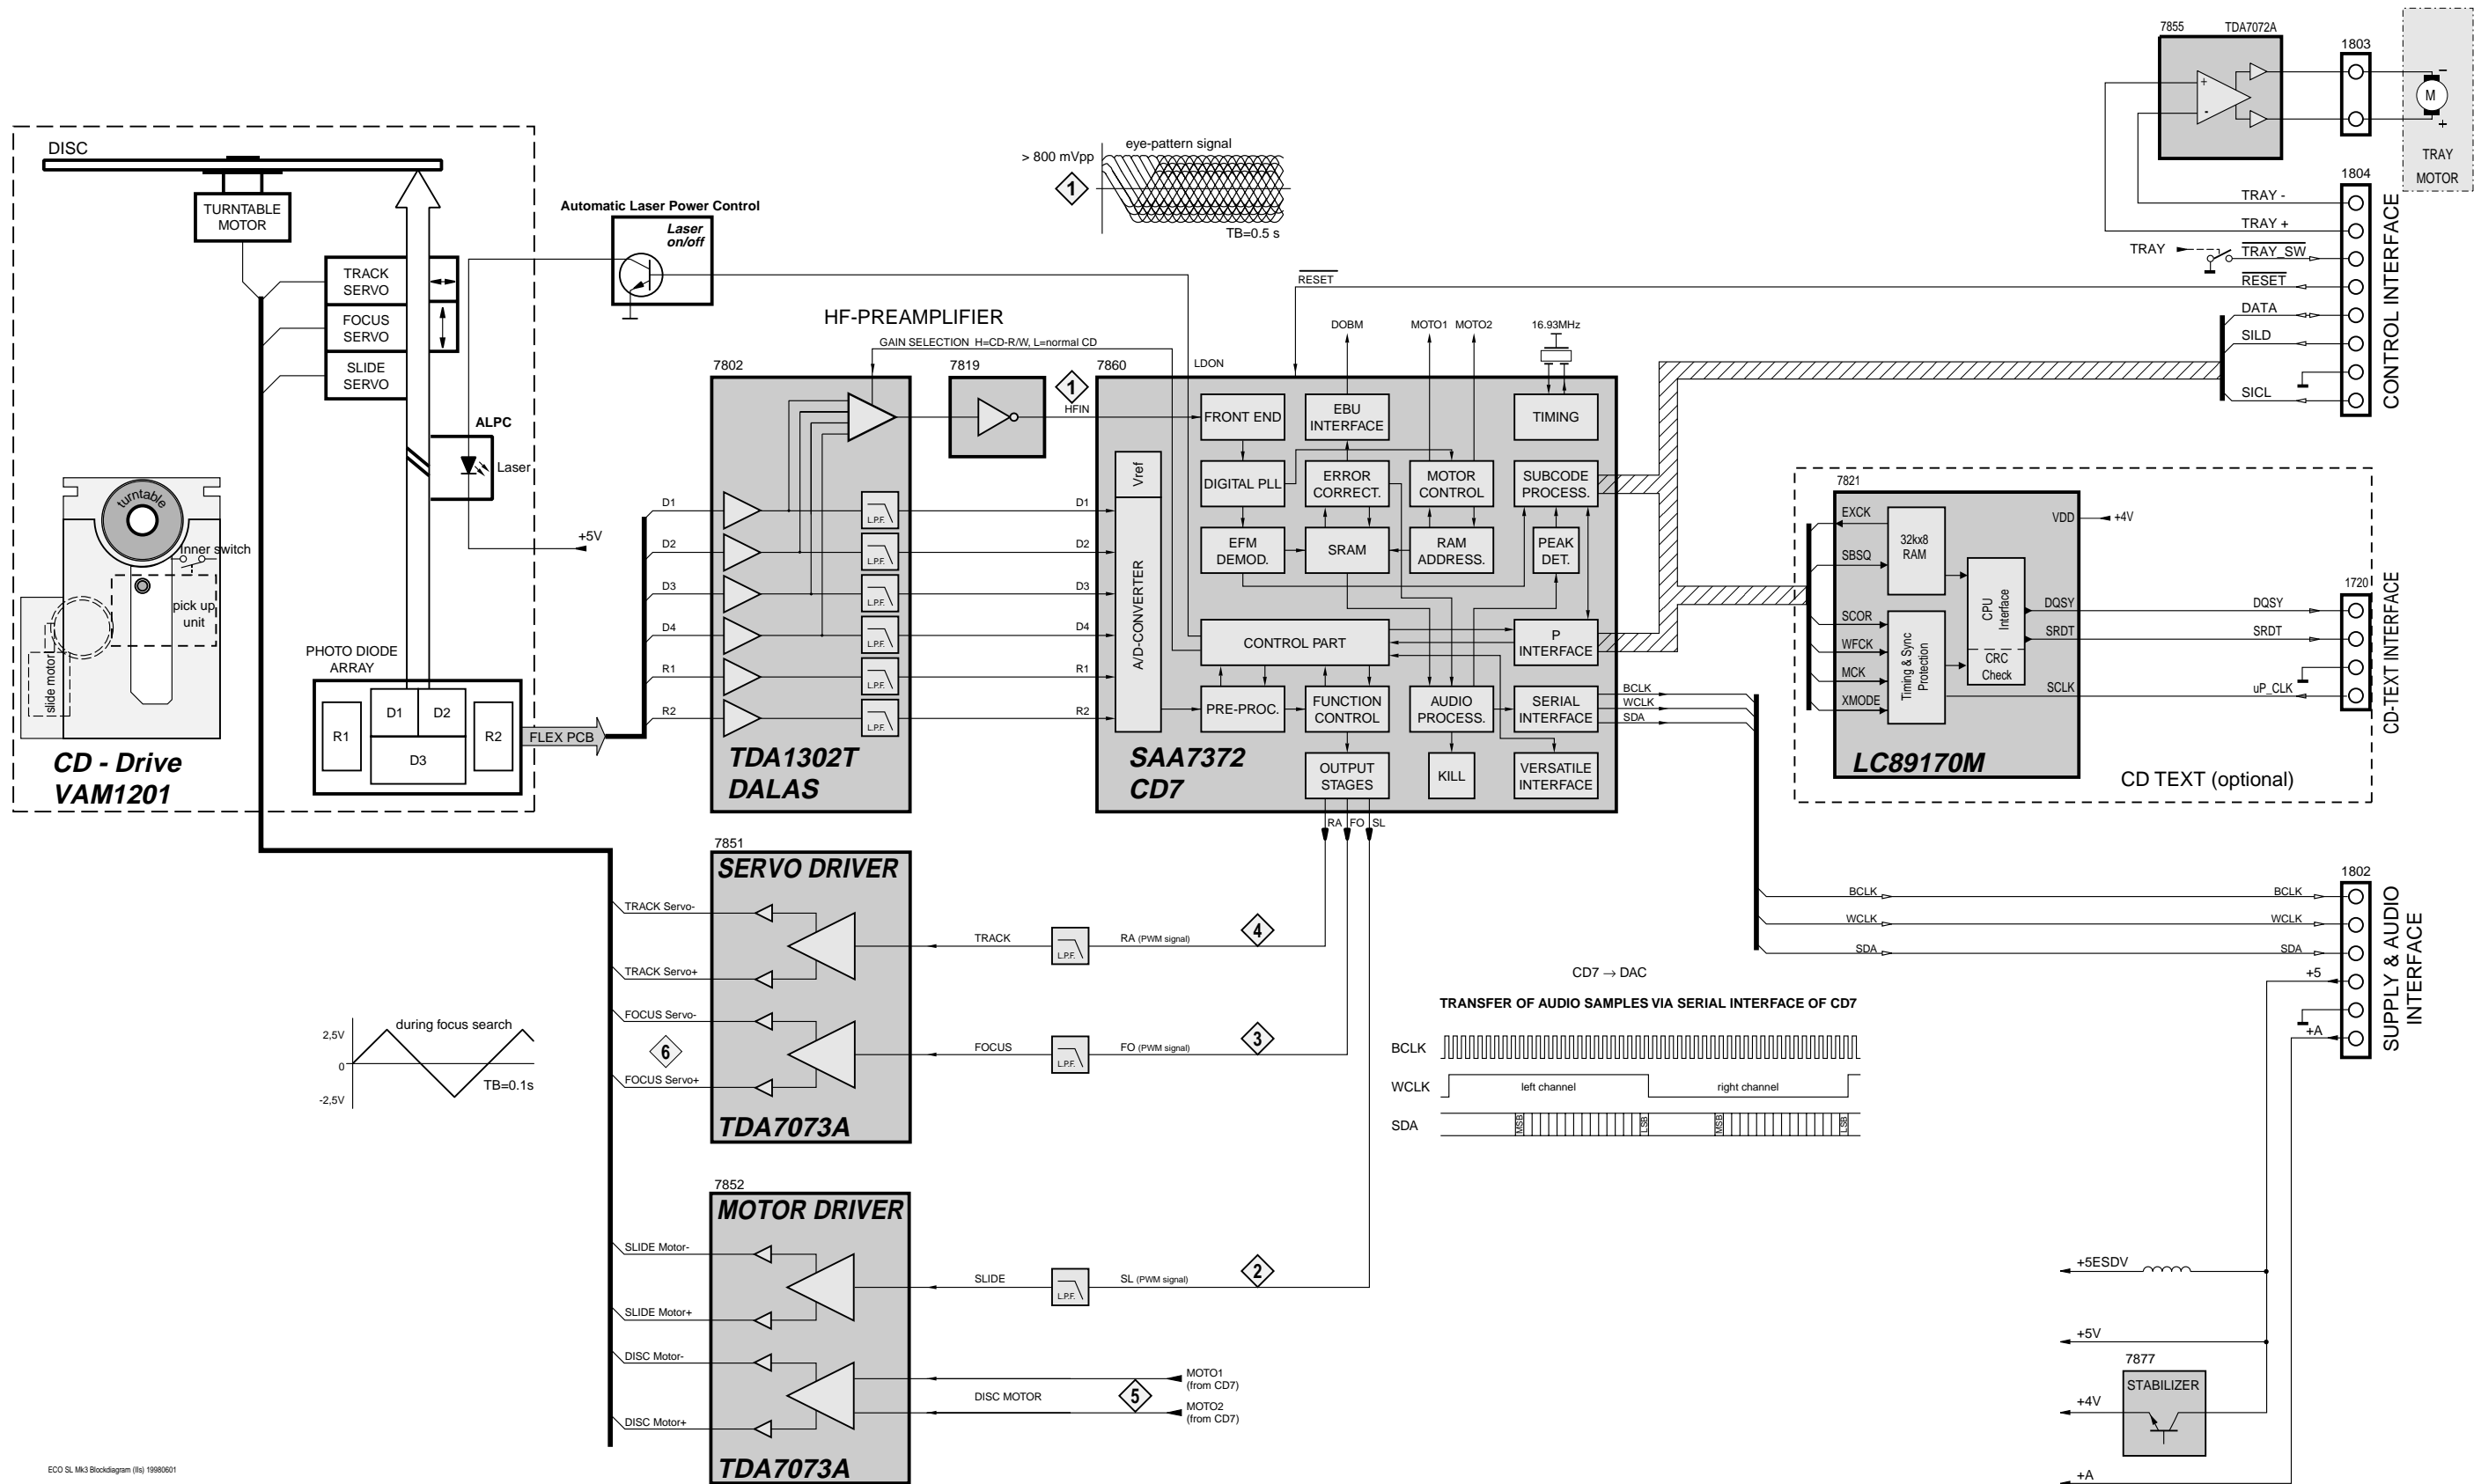 7855 TDA7072A
1803
+
-
M
-
+
TRAY
MOTOR
1804
TRAY -
TRAY +
TRAY
TRAY_SW
RESET
DATA
SILD
SICL
CONTROL INTERFACE
DISC
TURNTABLE
MOTOR
TRACK
SERVO
FOCUS
SERVO
SLIDE
SERVO
ALPC
Laser
+5V
turntable
Inner switch
pick up
unit
slide motor
PHOTO DIODE
ARRAY
R1
D1
D2
D3
R2
FLEX PCB
CD - Drive
VAM1201
Automatic Laser Power Control
Laser
on/off
> 800 mVpp
eye-pattern signal
1
TB=0.5 s
HF-PREAMPLIFIER
GAIN SELECTION H=CD-R/W, L=normal CD
7802
7819
1
HFIN
7860
LDON
RESET
DOBM
MOTO1 MOTO2
16.93MHz
D1
D2
D3
D4
R1
R2
L.P.F.
L.P.F.
L.P.F.
L.P.F.
L.P.F.
L.P.F.
TDA1302T
DALAS
D1
D2
D3
D4
R1
R2
Vref
A/D-CONVERTER
FRONT END
EBU
INTERFACE
TIMING
DIGITAL PLL
ERROR
CORRECT.
MOTOR
CONTROL
SUBCODE
PROCESS.
EFM
DEMOD.
SRAM
RAM
ADDRESS.
PEAK
DET.
CONTROL PART
P
INTERFACE
PRE-PROC.
FUNCTION
CONTROL
AUDIO
PROCESS.
SERIAL
INTERFACE
OUTPUT
STAGES
KILL
VERSATILE
INTERFACE
SAA7372
CD7
BCLK
WCLK
SDA
RA FO SL
7821
EXCK
SBSQ
SCOR
WFCK
MCK
XMODE
32kx8
RAM
Timing & Sync
Protection
CPU
Interface
CRC
Check
VDD
+4V
DQSY
SRDT
SCLK
LC89170M
CD TEXT (optional)
1720
DQSY
SRDT
uP_CLK
CD-TEXT INTERFACE
7851
SERVO DRIVER
TRACK Servo-
TRACK Servo+
FOCUS Servo-
FOCUS Servo+
6
TDA7073A
TRACK
L.P.F.
RA (PWM signal)
4
FOCUS
L.P.F.
FO (PWM signal)
3
2,5V
0
-2,5V
during focus search
TB=0.1s
7852
MOTOR DRIVER
SLIDE Motor-
SLIDE Motor+
DISC Motor-
DISC Motor+
TDA7073A
SLIDE
L.P.F.
SL (PWM signal)
2
DISC MOTOR
5
MOTO1
(from CD7)
MOTO2
(from CD7)
CD7 → DAC
TRANSFER OF AUDIO SAMPLES VIA SERIAL INTERFACE OF CD7
BCLK
WCLK
left channel
right channel
SDA
MSB
LSB
MSB
LSB
1802
BCLK
BCLK
WCLK
WCLK
SDA
SDA
+5
+A
SUPPLY & AUDIO
INTERFACE
+5ESDV
+5V
7877
STABILIZER
+4V
+A
ECO SL Mk3 Blockdiagram (lls) 19980601